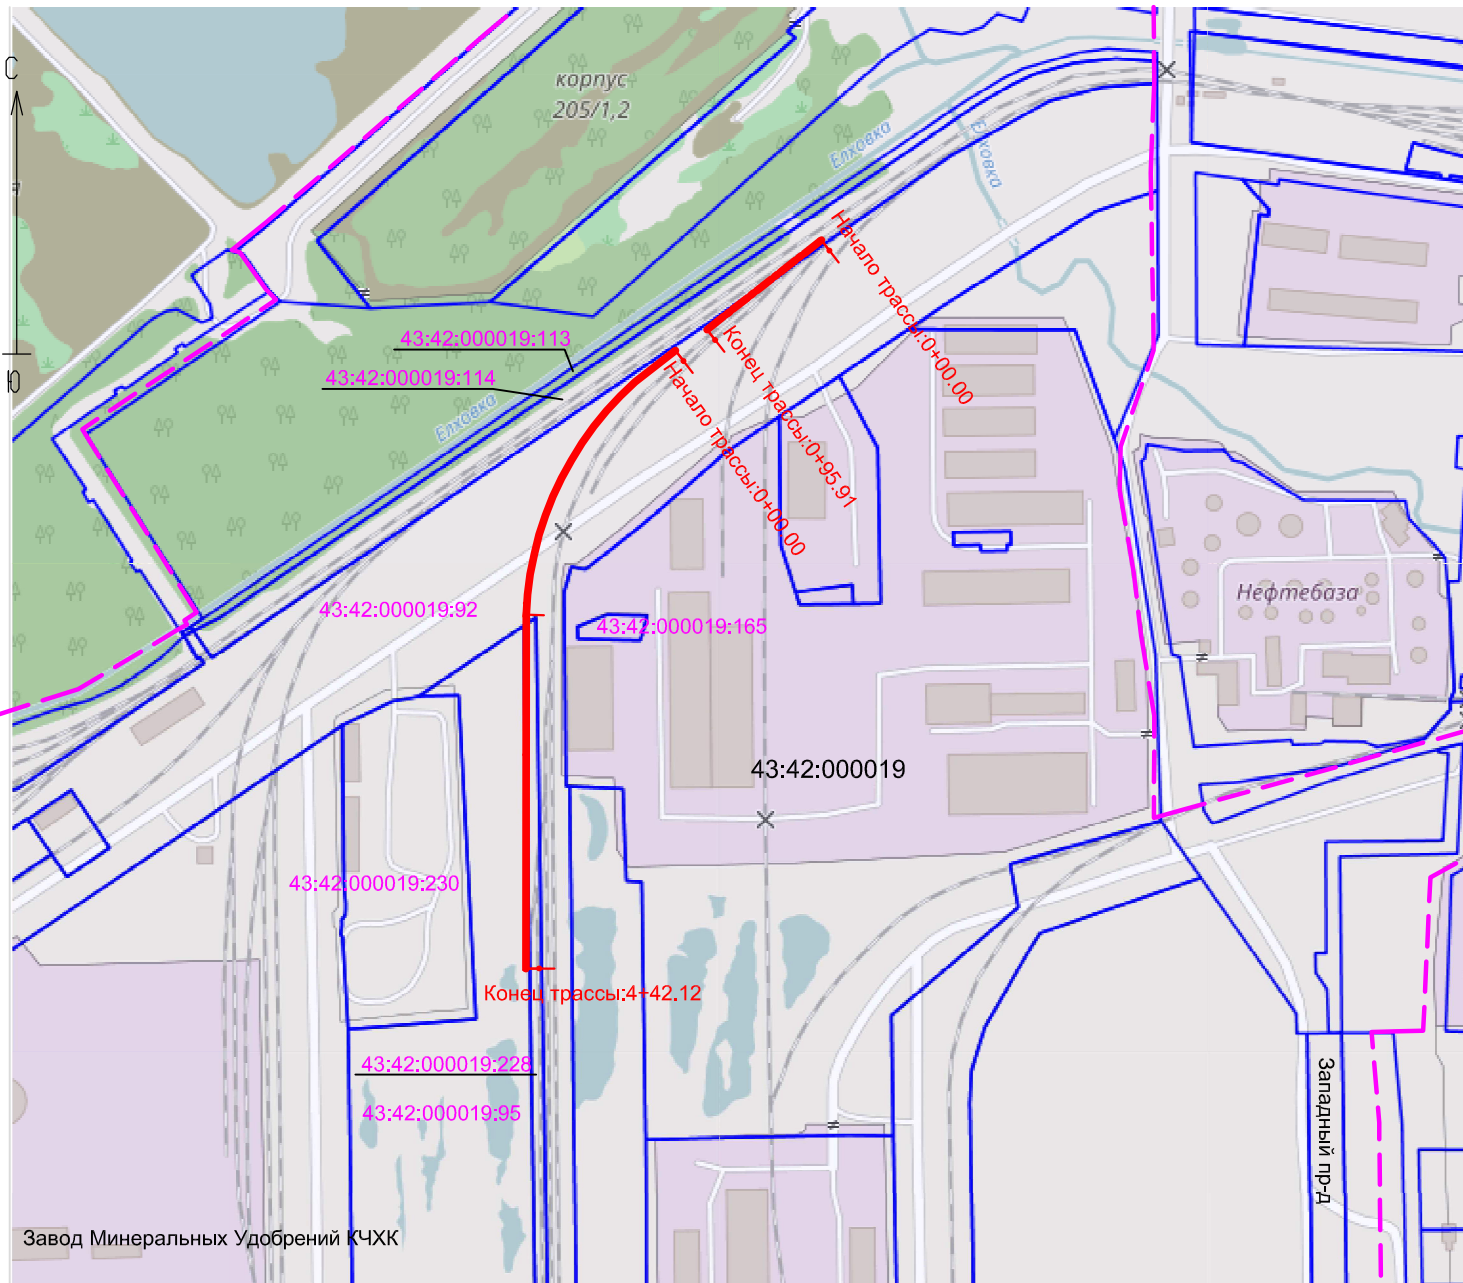 С
Ю
корпус
205/1,2
Елховка
Елховка
Начало трассы:0+00.00
43:42:000019:113
43:42:000019:114
Елховка
Конец трассы:0+95.91
Начало трассы:0+00.00
43:42:000019:92
43:42:000019:165
Нефтебаза
43:42:000019
43:42:000019:230
Конец трассы:4+42.12
43:42:000019:228
43:42:000019:95
Западный пр-д
Завод Минеральных Удобрений КЧХК